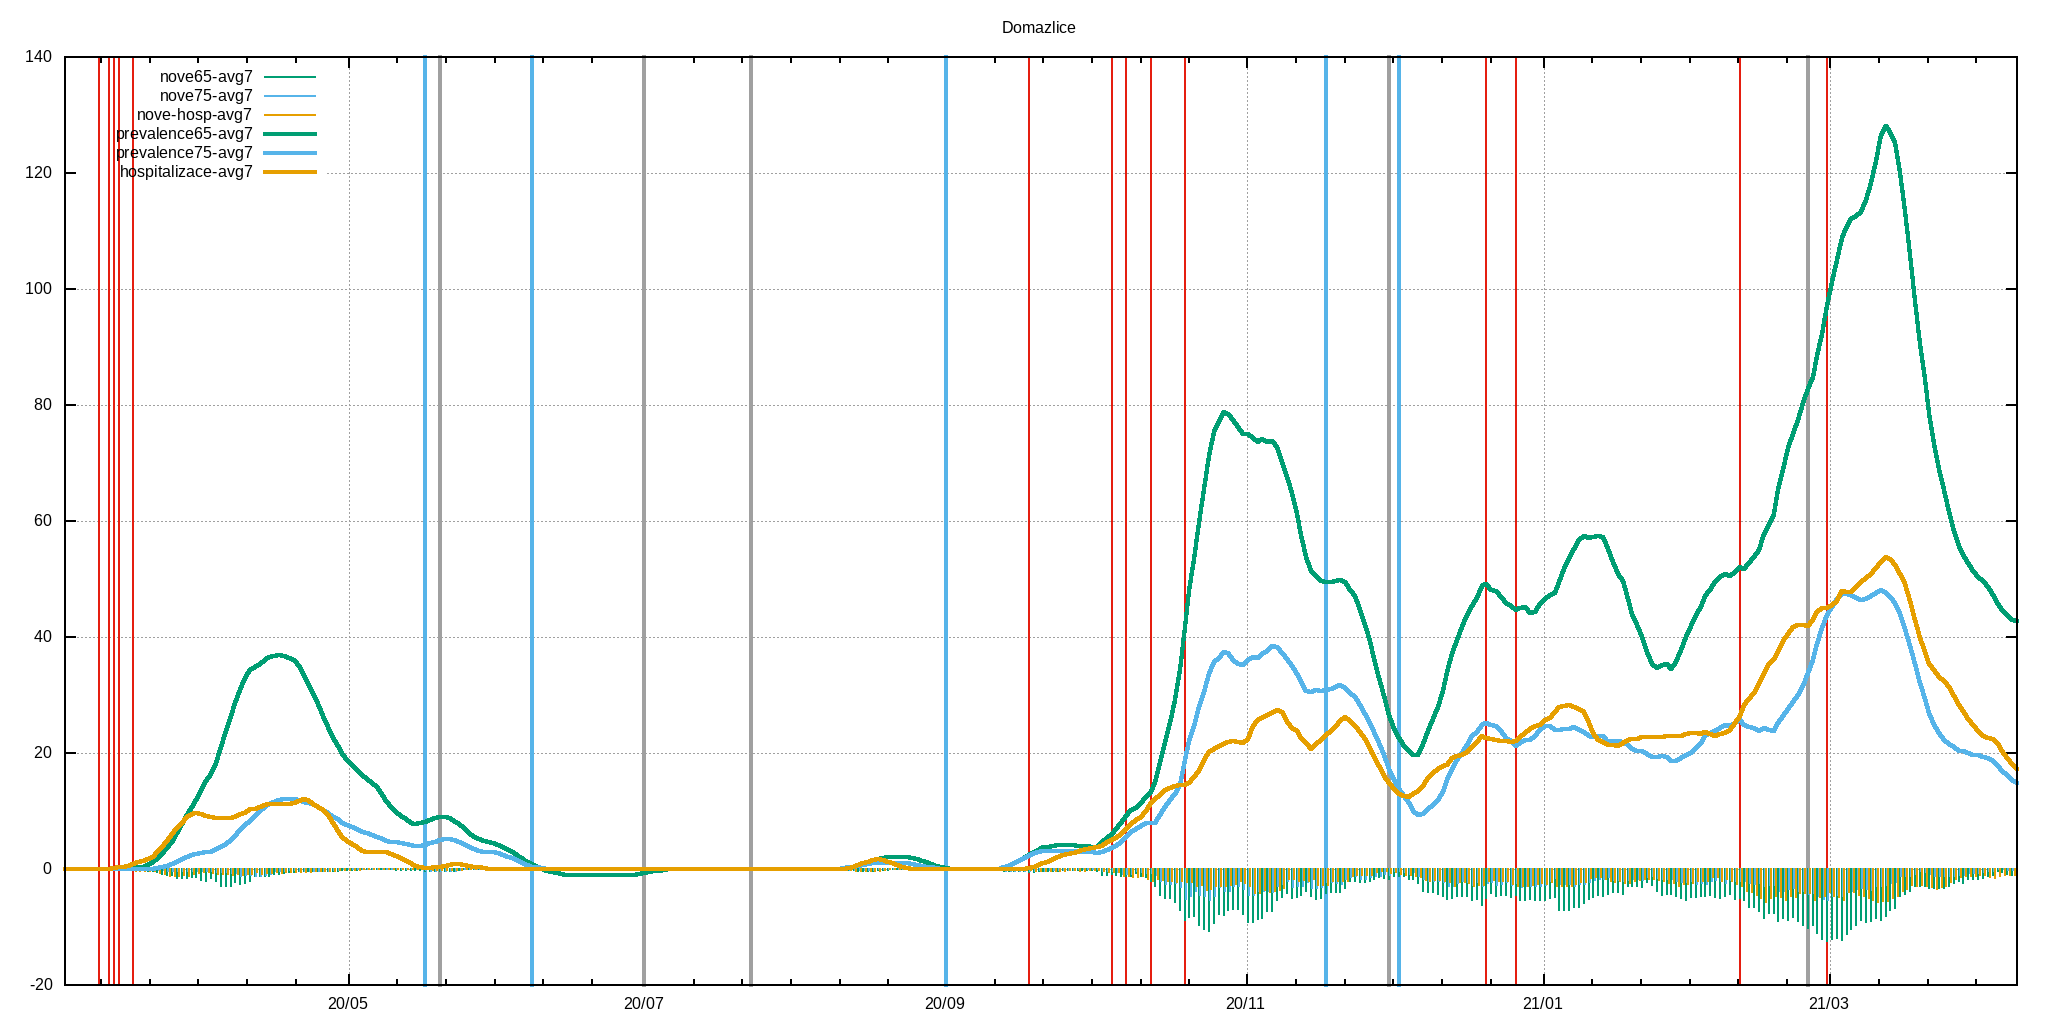 Domazlice
140
120
100
80
60
40
20
0
-20
nove65-avg7
nove75-avg7
nove-hosp-avg7
prevalence65-avg7
prevalence75-avg7
hospitalizace-avg7
20/05 20/07 20/09 20/11 21/01 21/03